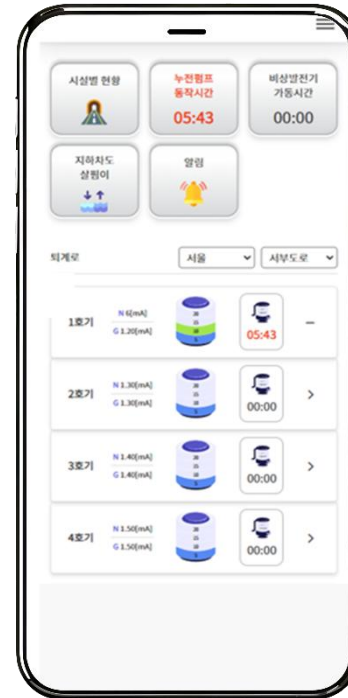 시설별 현황
누전펌프
동작시간
05:43
비상발전기
가동시간
00:00
지하차도
살핌이
알림
퇴계로
서울
서부도로
1호기
N 6[mA]
G 1.20[mA]
05:43
2호기
N 1.30[mA]
G 1.30[mA]
00:00
3호기
N 1.40[mA]
G 1.40[mA]
00:00
4호기
N 1.50[mA]
G 1.50[mA]
00:00